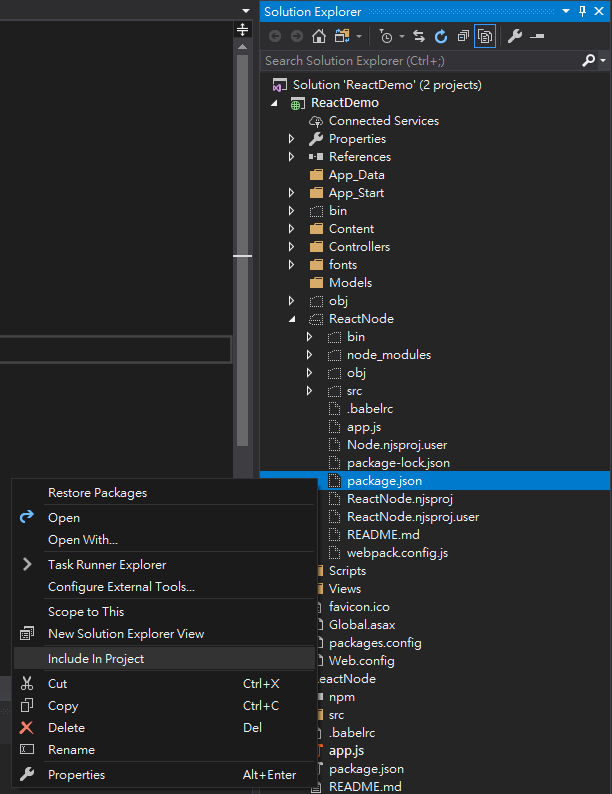 Solution Explorer
Search Solution Explorer (Ctrl+;)
Solution 'ReactDemo' (2 projects)
ReactDemo
Connected Services
Properties
References
App_Data
App_Start
bin
Content
Controllers
fonts
Models
obj
ReactNode
bin
node_modules
obj
src
.babelrc
app.js
Node.njsproj.user
package-lock.json
package.json
ReactNode.njsproj
ReactNode.njsproj.user
README.md
webpack.config.js
Scripts
Views
favicon.ico
Global.asax
packages.config
Web.config
eactNode
npm
src
.babelrc
app.js
package.json
README.md
Restore Packages
Open
Open With...
Task Runner Explorer
Configure External Tools...
Scope to This
New Solution Explorer View
Include In Project
Cut Ctrl+X
Copy Ctrl+C
Delete Del
Rename
Properties Alt+Enter